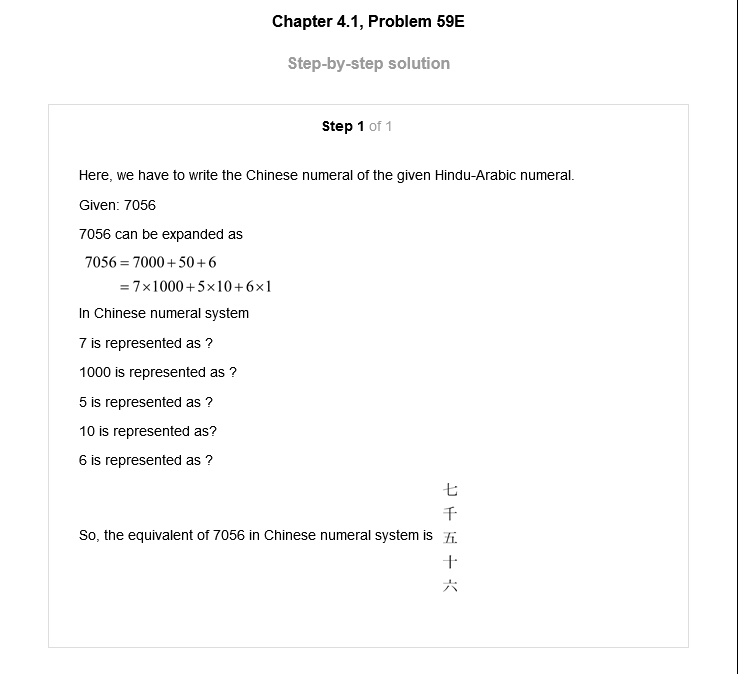 Chapter 4.1, Problem 59E
Step-by-step solution
Step 1 of 1
Here, we have to write the Chinese numeral of the given Hindu-Arabic numeral.
Given: 7056
7056 can be expanded as
7056 = 7000 + 50 + 6
= 7×1000 + 5×10 + 6×1
In Chinese numeral system
7 is represented as ?
1000 is represented as ?
5 is represented as ?
10 is represented as?
6 is represented as ?
So, the equivalent of 7056 in Chinese numeral system is
七
千
五
十
六